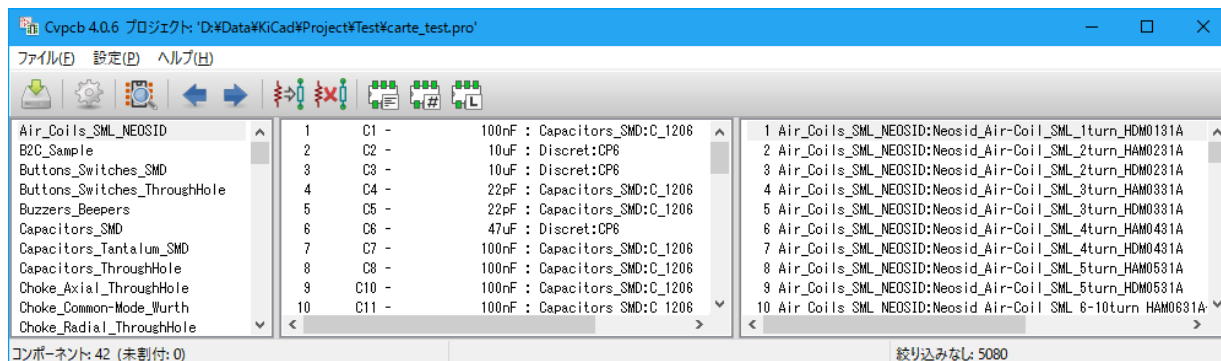 Cvpcb 4.0.6 プロジェクト: 'D:¥Data¥KiCad¥Project¥Test¥carte_test.pro'
ファイル(F) 設定(P) ヘルプ(H)
Air_Coils_SML_NEOSID
B2C_Sample
Buttons_Switches_SMD
Buttons_Switches_ThroughHole
Buzzers_Beepers
Capacitors_SMD
Capacitors_Tantalum_SMD
Capacitors_ThroughHole
Choke_Axial_ThroughHole
Choke_Common-Mode_Wurth
Choke_Radial_ThroughHole
1 C1 - 100nF : Capacitors_SMD:C_1206
2 C2 - 10uF : Discret:CP6
3 C3 - 10uF : Discret:CP6
4 C4 - 22pF : Capacitors_SMD:C_1206
5 C5 - 22pF : Capacitors_SMD:C_1206
6 C6 - 47uF : Discret:CP6
7 C7 - 100nF : Capacitors_SMD:C_1206
8 C8 - 100nF : Capacitors_SMD:C_1206
9 C10 - 100nF : Capacitors_SMD:C_1206
10 C11 - 100nF : Capacitors_SMD:C_1206
1 Air_Coils_SML_NEOSID:Neosid_Air-Coil_SML_1turn_HDM0131A
2 Air_Coils_SML_NEOSID:Neosid_Air-Coil_SML_2turn_HAM0231A
3 Air_Coils_SML_NEOSID:Neosid_Air-Coil_SML_2turn_HDM0231A
4 Air_Coils_SML_NEOSID:Neosid_Air-Coil_SML_3turn_HAM0331A
5 Air_Coils_SML_NEOSID:Neosid_Air-Coil_SML_3turn_HDM0331A
6 Air_Coils_SML_NEOSID:Neosid_Air-Coil_SML_4turn_HAM0431A
7 Air_Coils_SML_NEOSID:Neosid_Air-Coil_SML_4turn_HDM0431A
8 Air_Coils_SML_NEOSID:Neosid_Air-Coil_SML_5turn_HAM0531A
9 Air_Coils_SML_NEOSID:Neosid_Air-Coil_SML_5turn_HDM0531A
10 Air_Coils_SML_NEOSID:Neosid_Air-Coil_SML_6-10turn_HAM0631A-
コンポーネント: 42 (未割付: 0)
絞り込みなし: 5080